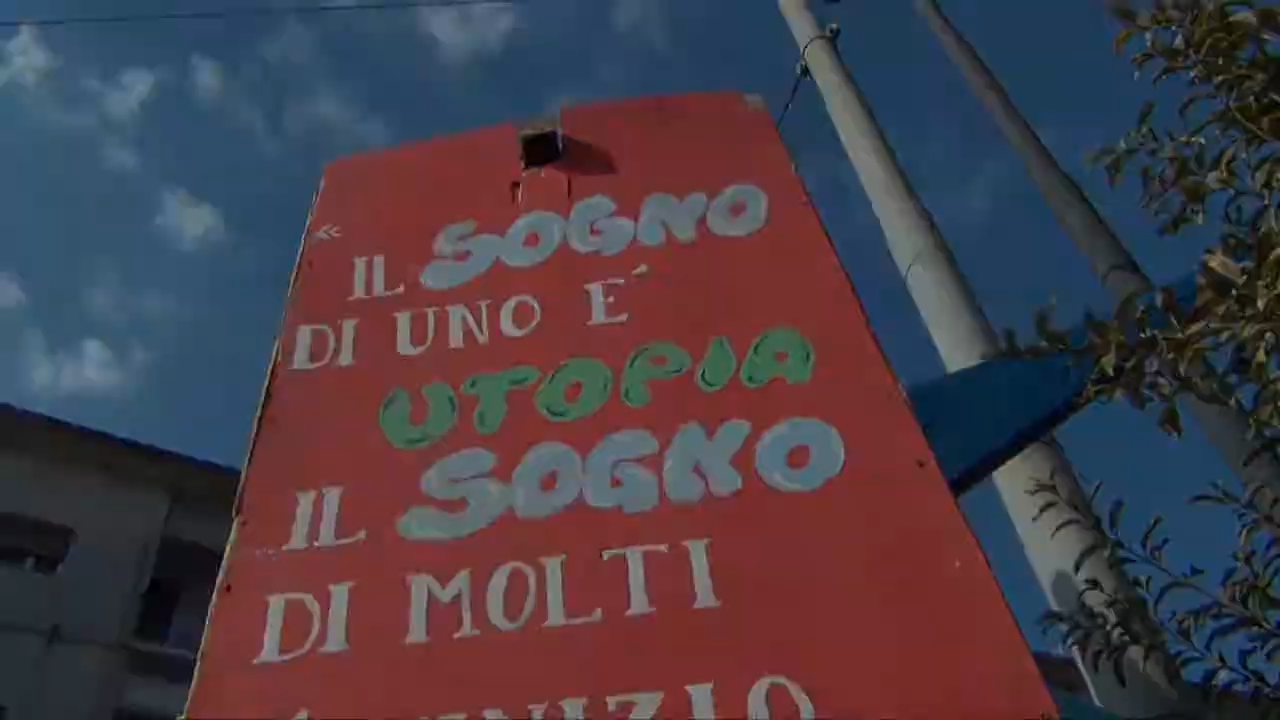 «
IL SOGNO
DI UNO E´
UTOPIA
IL SOGNO
DI MOLTI